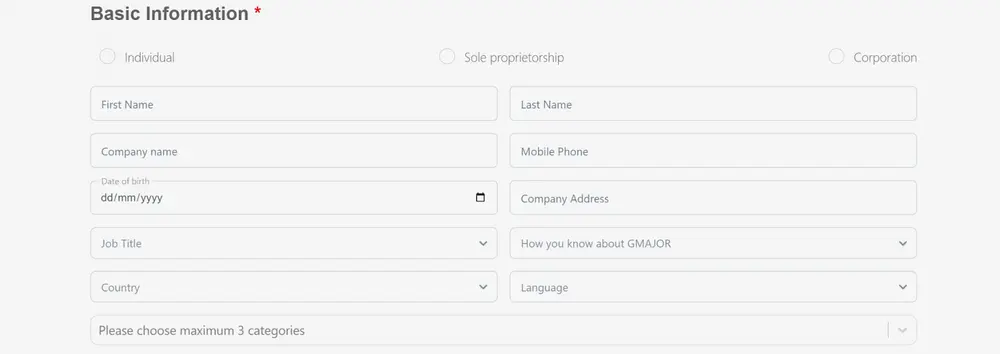 Basic Information *
Individual Sole proprietorship Corporation
First Name Last Name
Company name Mobile Phone
Date of birth
dd/mm/yyyy Company Address
Job Title How you know about GMAJOR
Country Language
Please choose maximum 3 categories